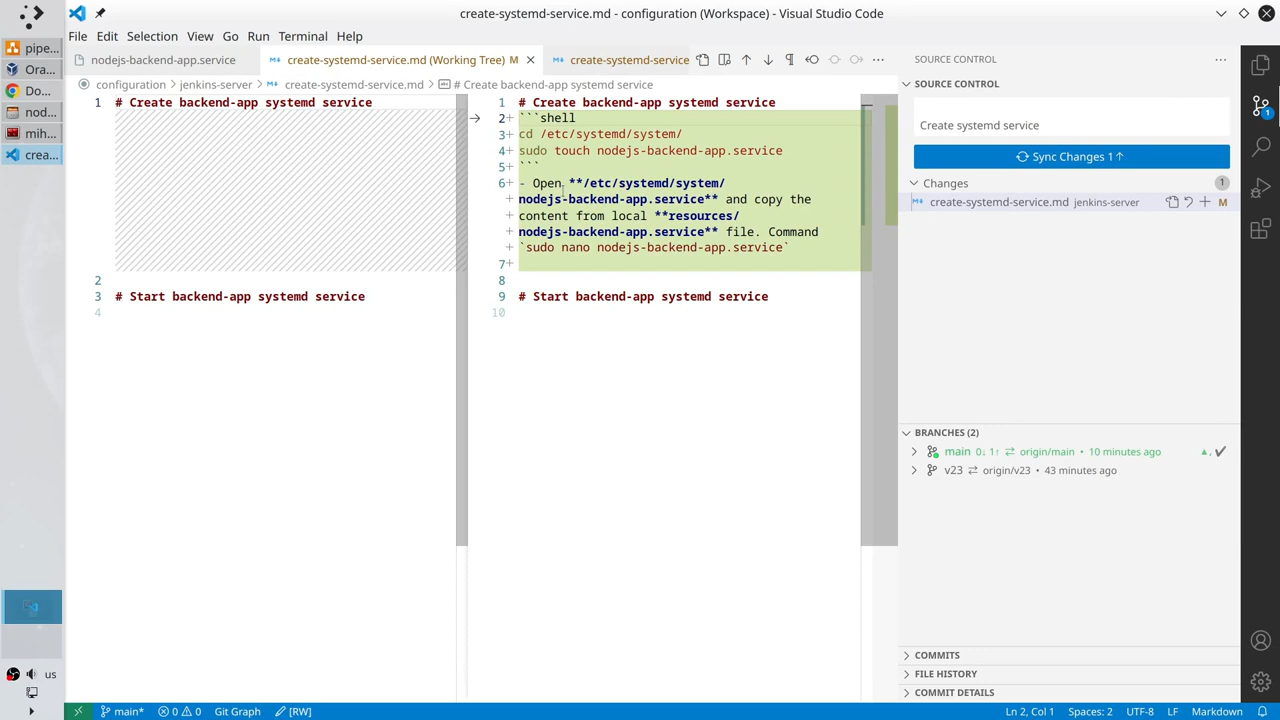 create-systemd-service.md - configuration (Workspace) - Visual Studio Code
File Edit Selection View Go Run Terminal Help
pipe...
Ora...
Do...
nod...
mih...
crea...
us
nodejs-backend-app.service
create-systemd-service.md (Working Tree) M
create-systemd-service
configuration > jenkins-server > create-systemd-service.md > # Create backend-app systemd service
1 # Create backend-app systemd service
2
3 # Start backend-app systemd service
4
1 # Create backend-app systemd service
2+ ```shell
3+ cd /etc/systemd/system/
4+ sudo touch nodejs-backend-app.service
5+ ```
6+ - Open **/etc/systemd/system/
+ nodejs-backend-app.service** and copy the
+ content from local **resources/
+ nodejs-backend-app.service** file. Command
+ `sudo nano nodejs-backend-app.service`
7+
8
9 # Start backend-app systemd service
10
SOURCE CONTROL
SOURCE CONTROL
Create systemd service
Sync Changes 1↑
Changes 1
create-systemd-service.md jenkins-server M
BRANCHES (2)
main 0↓ 1↑ ⇄ origin/main • 10 minutes ago
v23 ⇄ origin/v23 • 43 minutes ago
COMMITS
FILE HISTORY
COMMIT DETAILS
1
main* 0 0 Git Graph [RW]
Ln 2, Col 1 Spaces: 2 UTF-8 LF Markdown